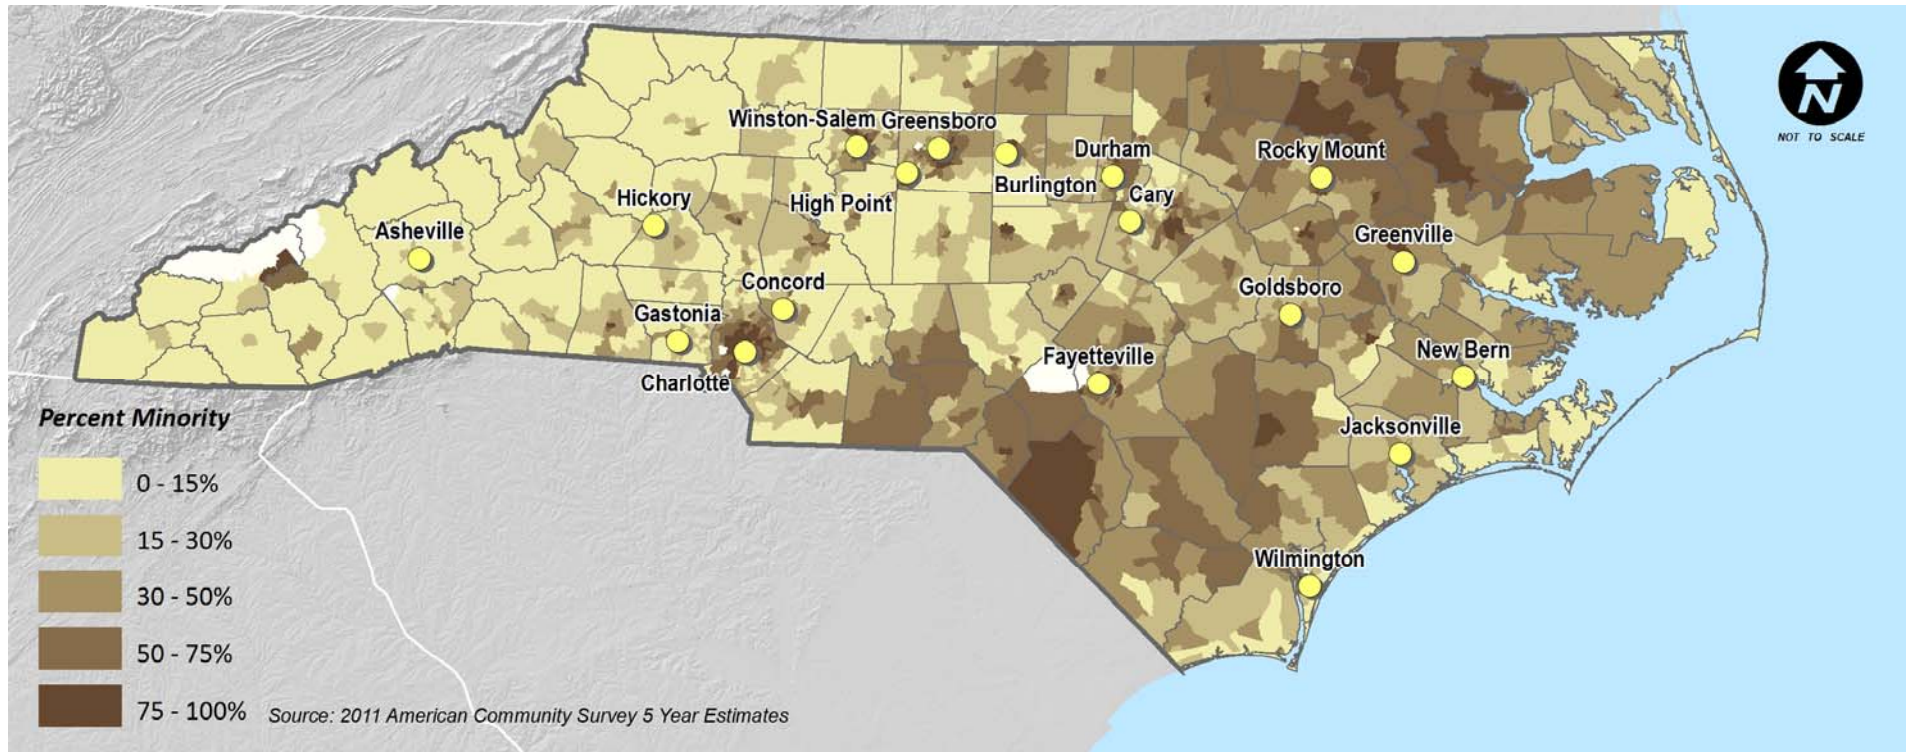 N
NOT TO SCALE
Winston-Salem
Greensboro
Durham
Rocky Mount
Burlington
Hickory
High Point
Cary
Asheville
Greenville
Concord
Goldsboro
Gastonia
Fayetteville
New Bern
Charlotte
Jacksonville
Wilmington
Percent Minority
0 - 15%
15 - 30%
30 - 50%
50 - 75%
75 - 100%
Source: 2011 American Community Survey 5 Year Estimates